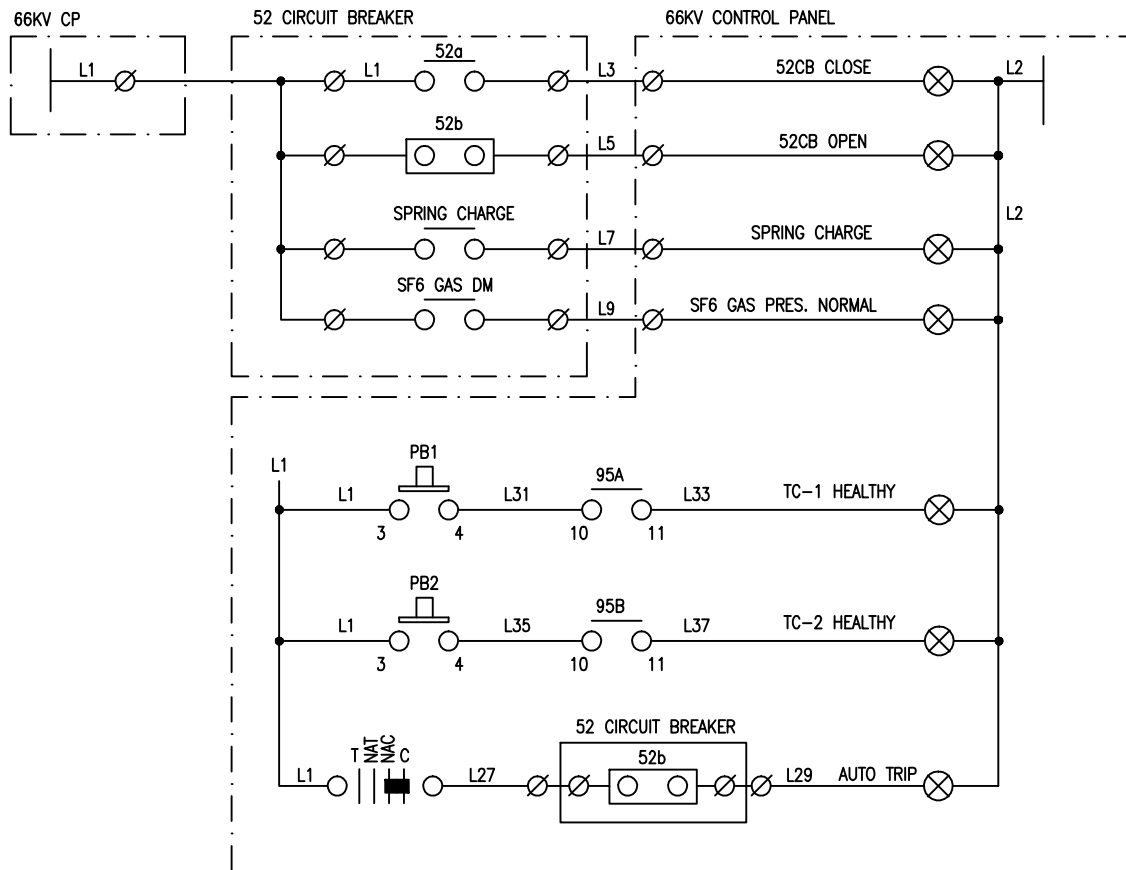 66KV CP
52 CIRCUIT BREAKER
66KV CONTROL PANEL
L1
L1
52a
L3
52CB CLOSE
L2
52b
L5
52CB OPEN
L2
SPRING CHARGE
L7
SPRING CHARGE
SF6 GAS DM
L9
SF6 GAS PRES. NORMAL
L1
PB1
L1
3
4
L31
95A
10
11
L33
TC-1 HEALTHY
PB2
L1
3
4
L35
95B
10
11
L37
TC-2 HEALTHY
52 CIRCUIT BREAKER
L1
T
NAT
NAC
C
L27
52b
L29
AUTO TRIP